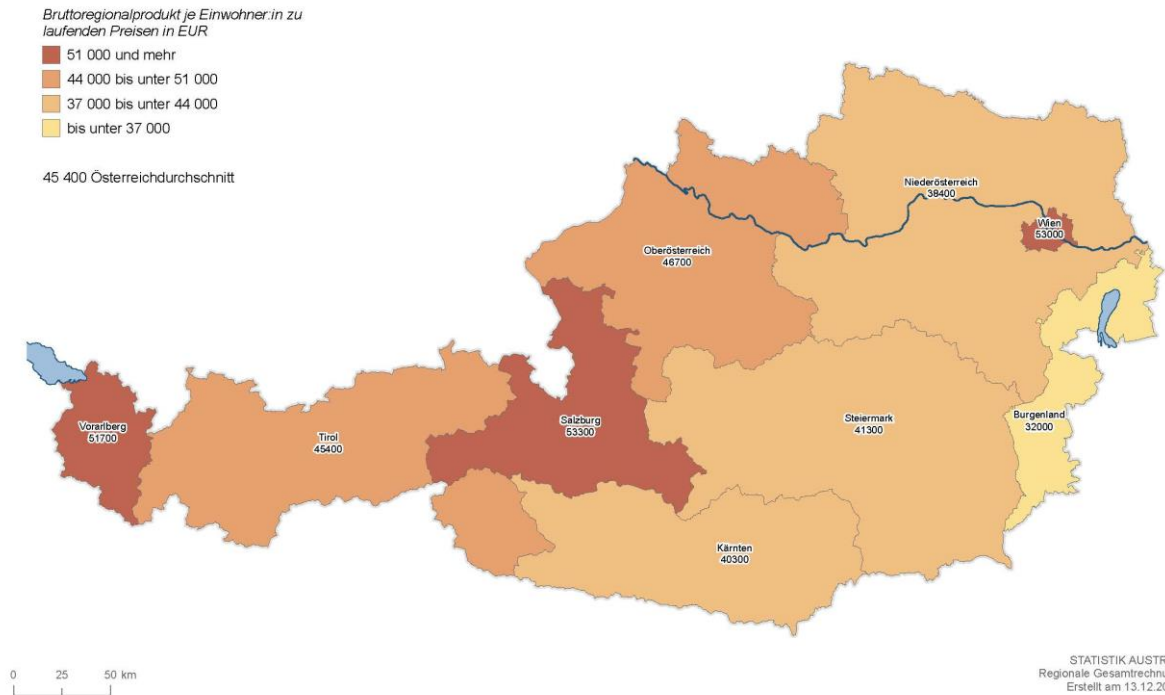 Bruttoregionalprodukt je Einwohner:in zu
laufenden Preisen in EUR
51 000 und mehr
44 000 bis unter 51 000
37 000 bis unter 44 000
bis unter 37 000
45 400 Österreichdurchschnitt
Niederösterreich
38400
Wien
53000
Oberösterreich
46700
Vorarlberg
51700
Tirol
45400
Salzburg
53300
Steiermark
41300
Burgenland
32000
Kärnten
40300
0 25 50 km
STATISTIK AUSTR
Regionale Gesamtrechnu
Erstellt am 13.12.20